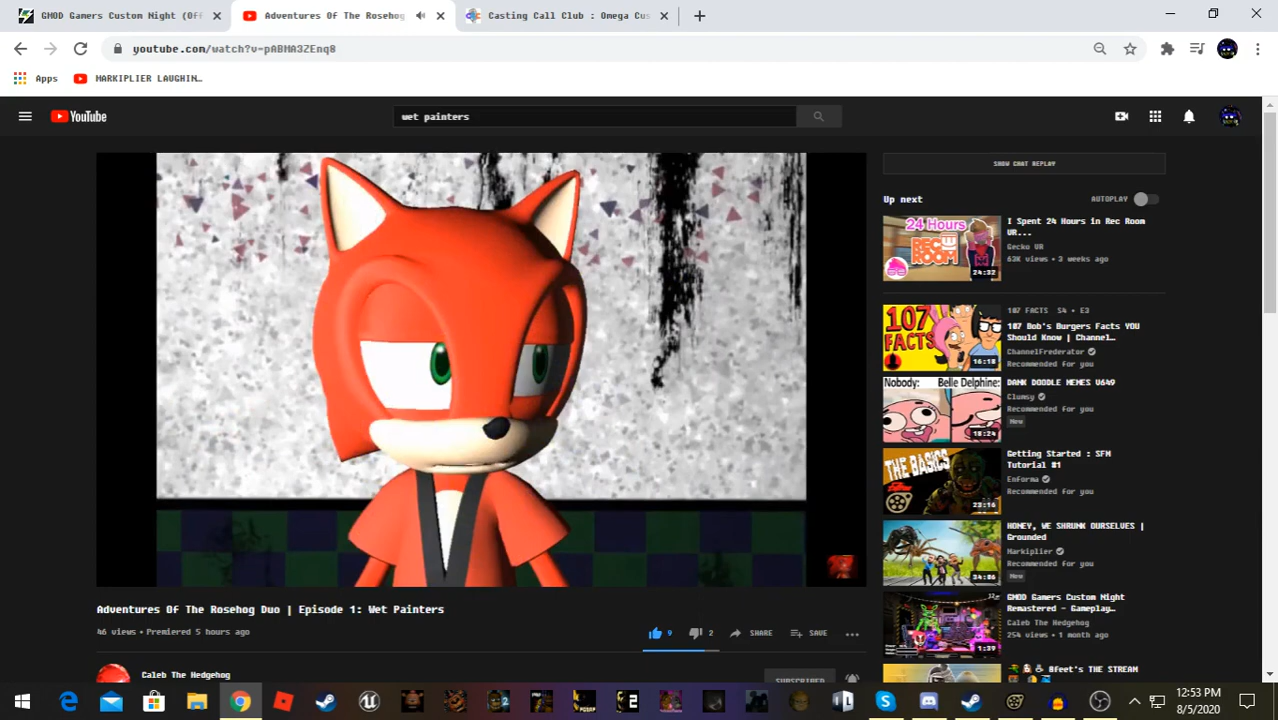 GMOD Gamers Custom Night (Off
Adventures Of The Rosehog
Casting Call Club : Omega Cus
youtube.com/watch?v=pABMA3ZEnq8
Apps
MARKIPLIER LAUGHIN...
YouTube
wet painters
SHOW CHAT REPLAY
Up next
AUTOPLAY
24 Hours
REC ROOM
24:32
I Spent 24 Hours in Rec Room VR...
Gecko VR
63K views • 3 weeks ago
107 FACTS
16:18
107 FACTS S4 • E3
107 Bob's Burgers Facts YOU
Should Know | Channel...
ChannelFrederator
Recommended for you
Nobody:
Belle Delphine:
18:24
DANK DOODLE MEMES V649
Clumsy
Recommended for you
New
THE BASICS
23:16
Getting Started : SFM
Tutorial #1
Enforma
Recommended for you
34:06
HONEY, WE SHRUNK OURSELVES |
Grounded
Markiplier
Recommended for you
New
1:39
GMOD Gamers Custom Night
Remastered - Gameplay...
Caleb The Hedgehog
254 views • 1 month ago
8feet's THE STREAM
Adventures Of The Rosehog Duo | Episode 1: Wet Painters
46 views • Premiered 5 hours ago
9
2
SHARE
SAVE
Caleb The Hedgehog
SUBSCRIBED
12:53 PM
8/5/2020